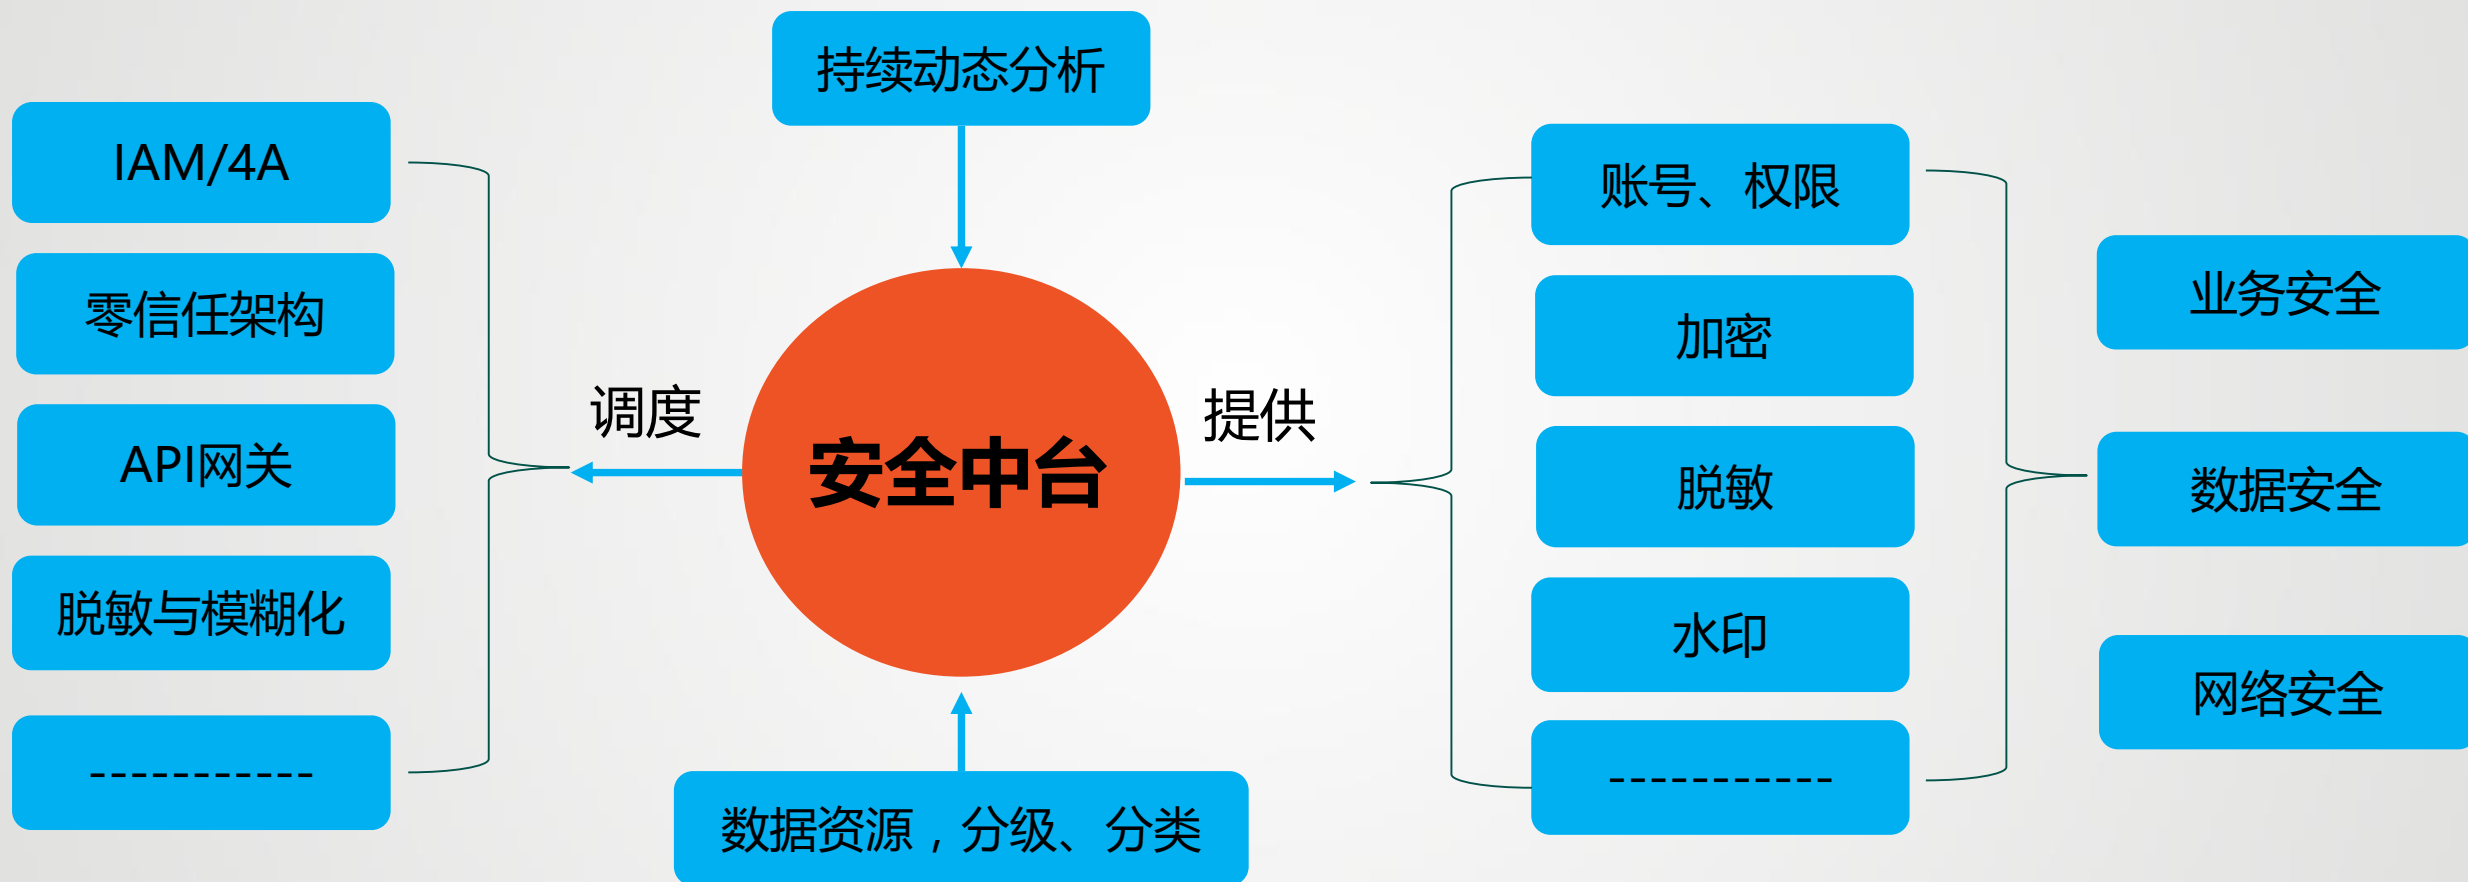 持续动态分析
IAM/4A
零信任架构
API网关
脱敏与模糊化
-----------
调度
安全中台
提供
数据资源，分级、分类
账号、权限
加密
脱敏
水印
-----------
业务安全
数据安全
网络安全